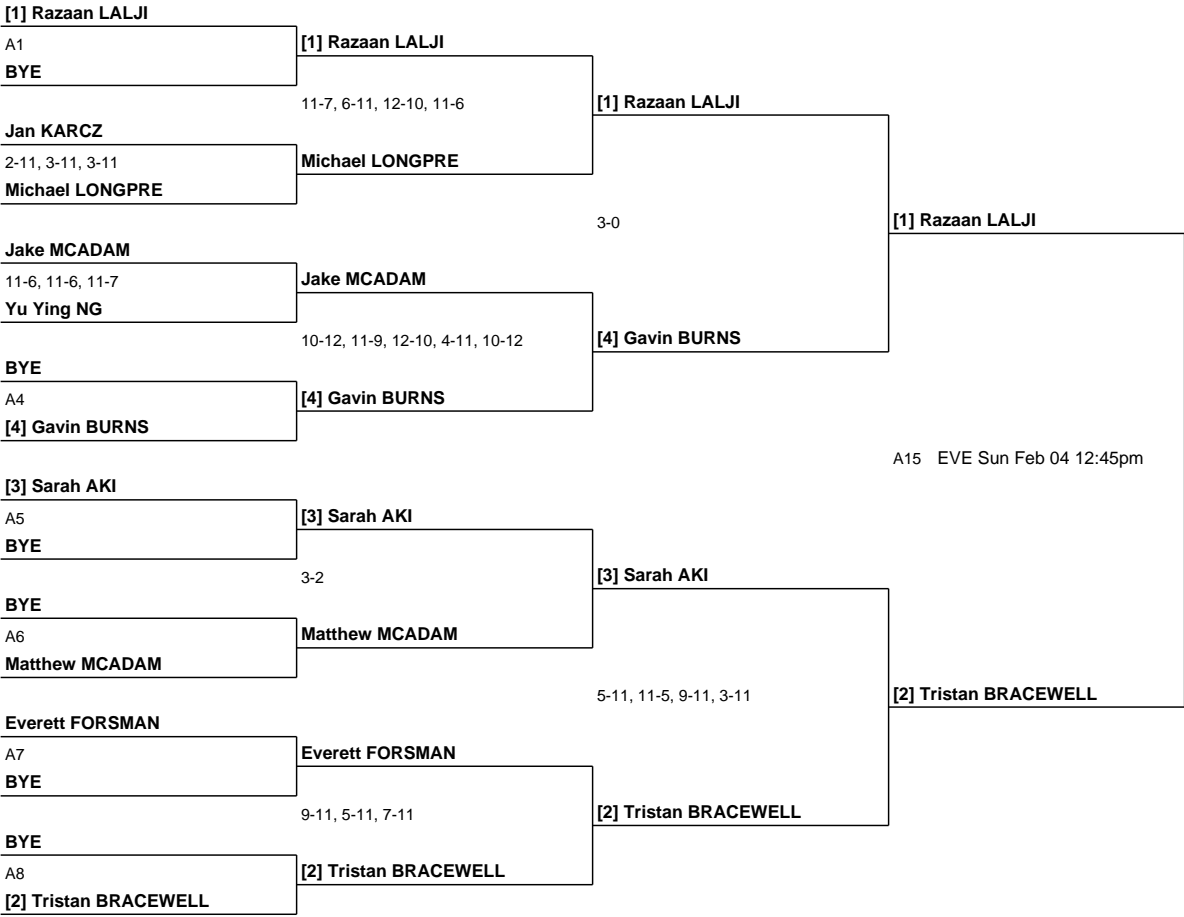 [1] Razaan LALJI
A1
BYE
Jan KARCZ
2-11, 3-11, 3-11
Michael LONGPRE
Jake MCADAM
11-6, 11-6, 11-7
Yu Ying NG
BYE
A4
[4] Gavin BURNS
[3] Sarah AKI
A5
BYE
BYE
A6
Matthew MCADAM
Everett FORSMAN
A7
BYE
BYE
A8
[2] Tristan BRACEWELL
[1] Razaan LALJI
11-7, 6-11, 12-10, 11-6
Michael LONGPRE
Jake MCADAM
10-12, 11-9, 12-10, 4-11, 10-12
[4] Gavin BURNS
[3] Sarah AKI
3-2
Matthew MCADAM
Everett FORSMAN
9-11, 5-11, 7-11
[2] Tristan BRACEWELL
[1] Razaan LALJI
3-0
[4] Gavin BURNS
[3] Sarah AKI
5-11, 11-5, 9-11, 3-11
[2] Tristan BRACEWELL
[1] Razaan LALJI
A15 EVE Sun Feb 04 12:45pm
[2] Tristan BRACEWELL